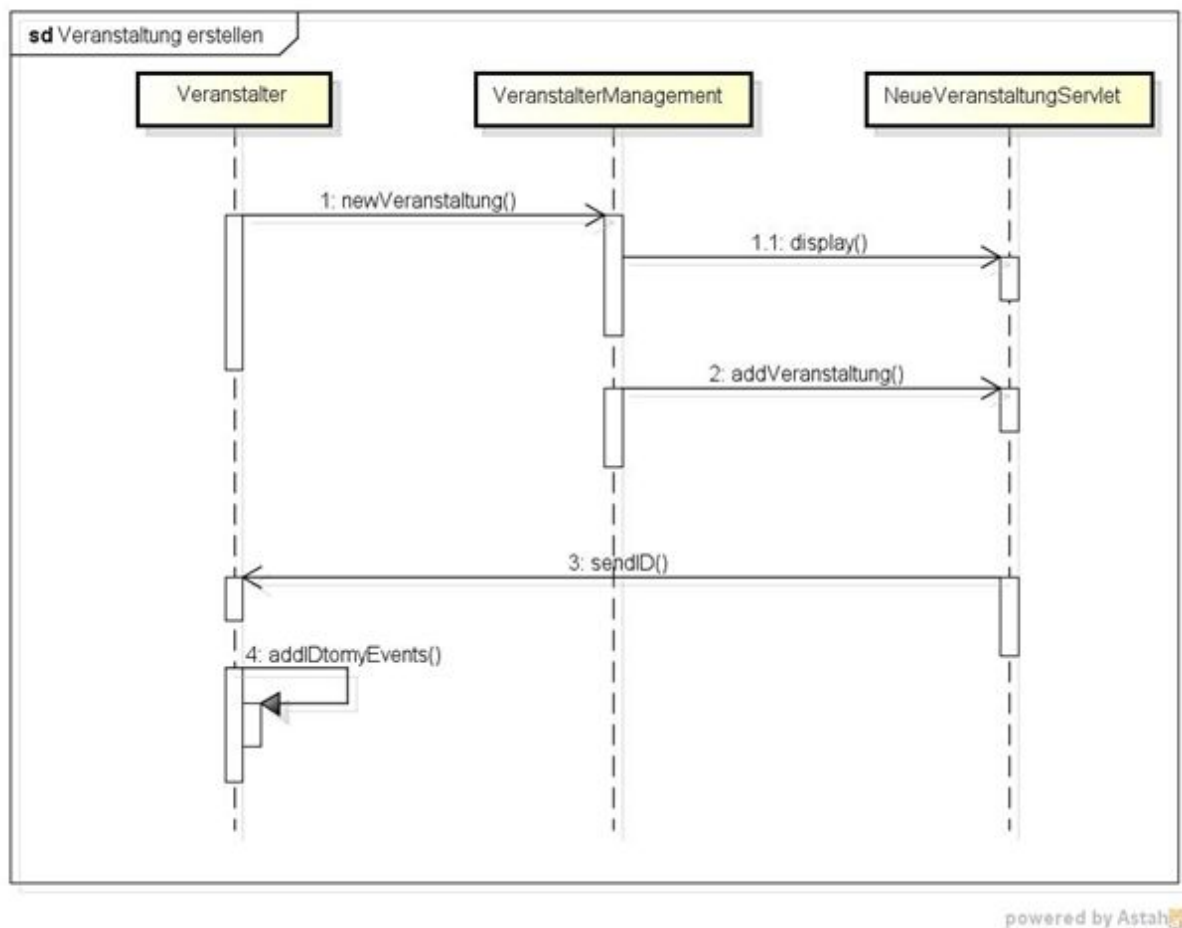 sd Veranstaltung erstellen
Veranstalter
VeranstalterManagement
NeueVeranstaltungServlet
1: newVeranstaltung()
1.1: display()
2: addVeranstaltung()
3: sendID()
4: addIDtomyEvents()
powered by Astah